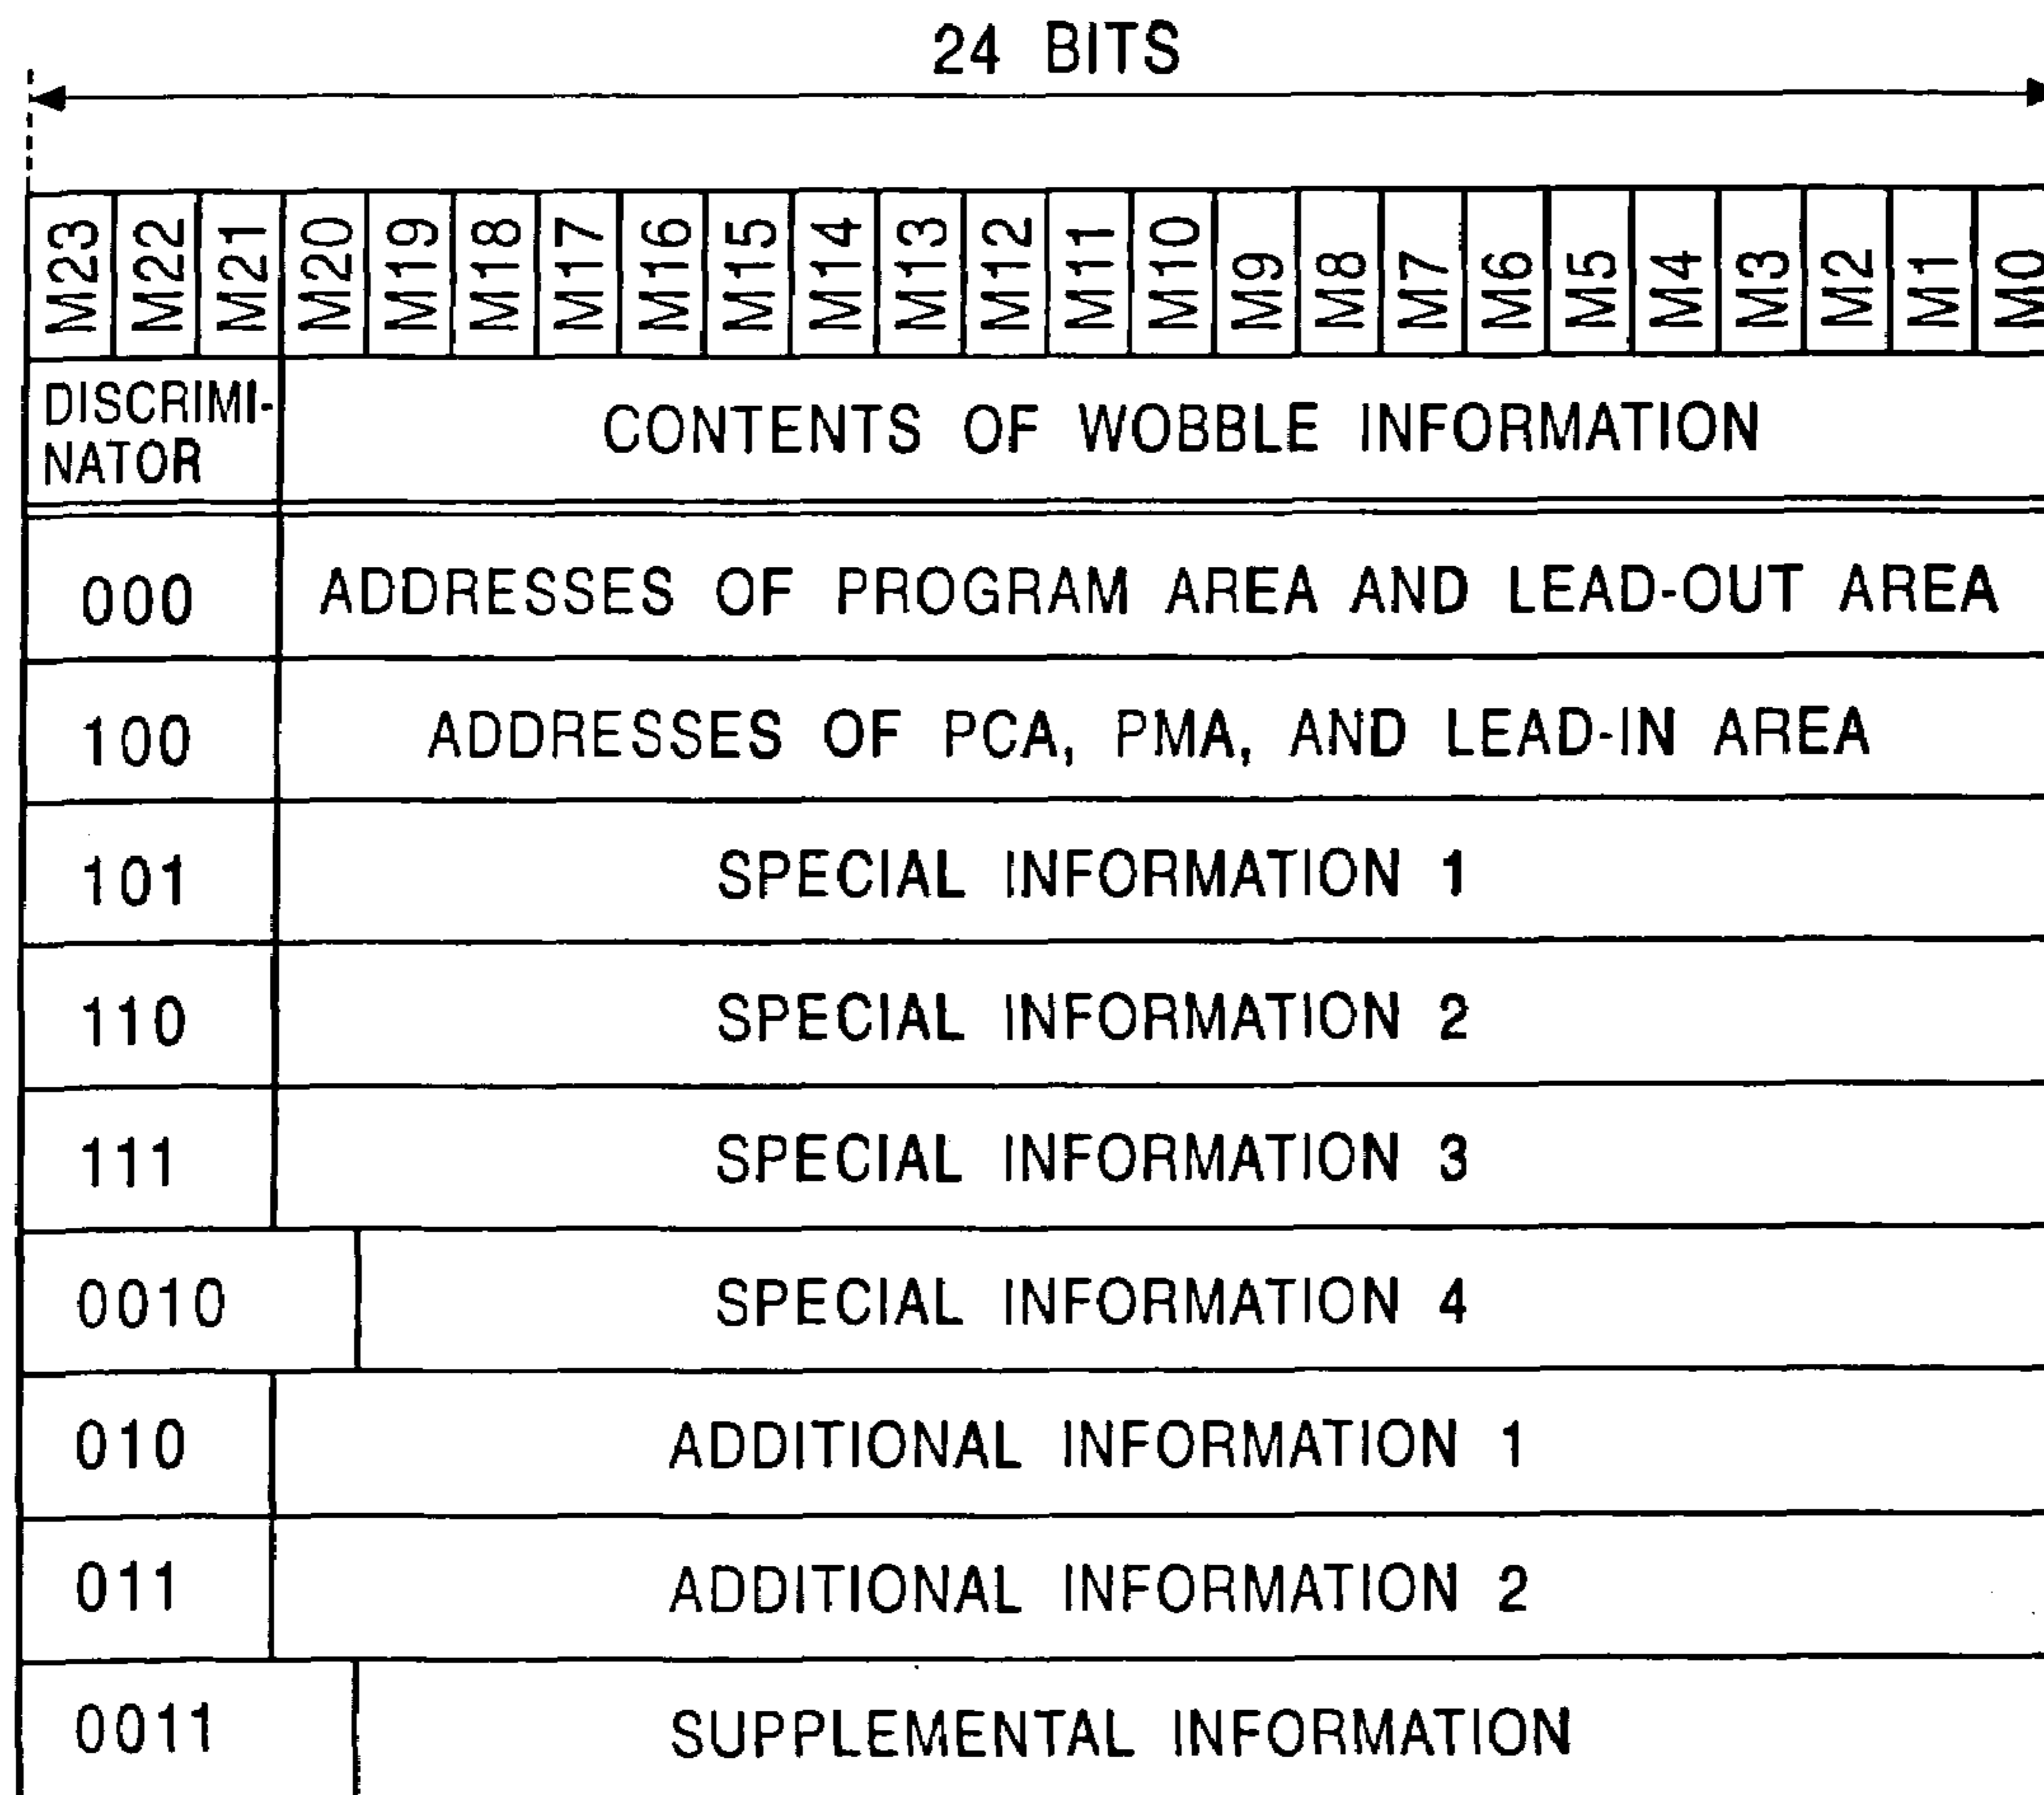 24 BITS
M23 M22 M21 M20 M19 M18 M17 M16 M15 M14 M13 M12 M11 M10 M9 M8 M7 M6 M5 M4 M3 M2 M1 M0
DISCRIMI-
NATOR
CONTENTS OF WOBBLE INFORMATION
000 ADDRESSES OF PROGRAM AREA AND LEAD-OUT AREA
100 ADDRESSES OF PCA, PMA, AND LEAD-IN AREA
101 SPECIAL INFORMATION 1
110 SPECIAL INFORMATION 2
111 SPECIAL INFORMATION 3
0010 SPECIAL INFORMATION 4
010 ADDITIONAL INFORMATION 1
011 ADDITIONAL INFORMATION 2
0011 SUPPLEMENTAL INFORMATION